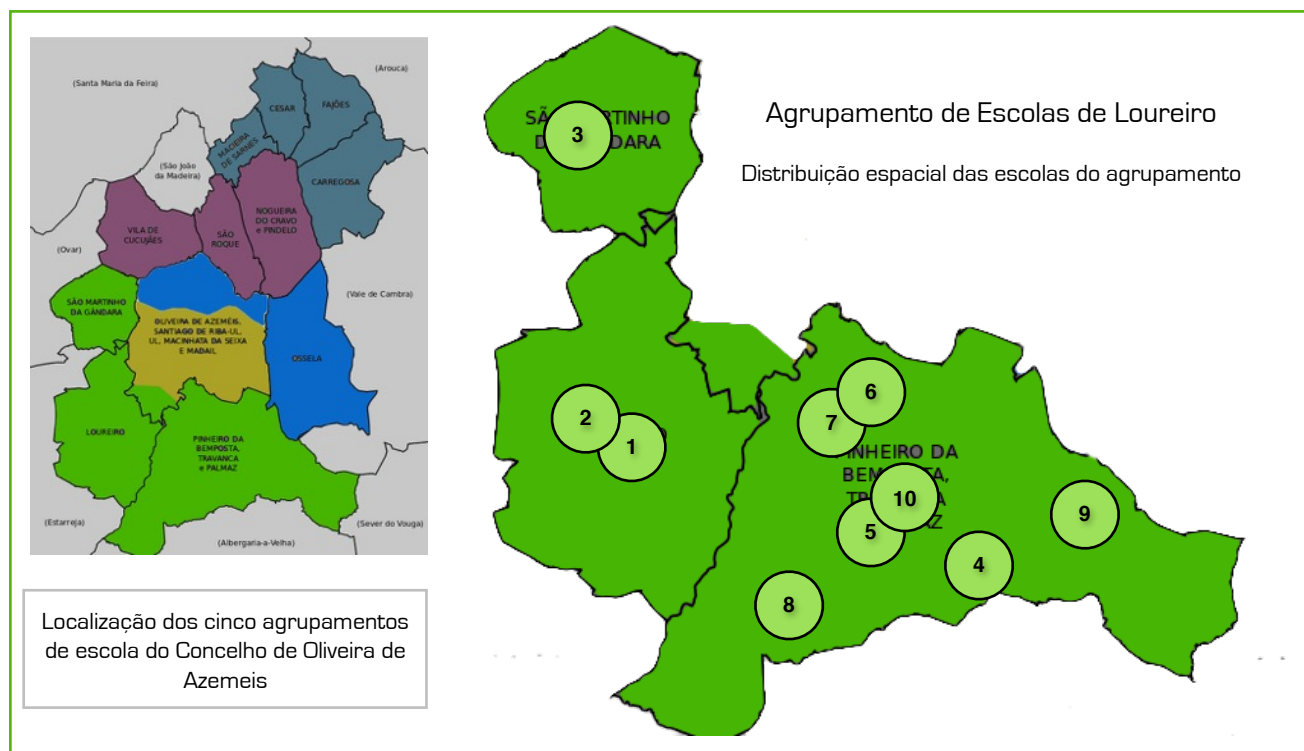 (Santa Maria da Feira)
(Arouca)
CESAR
FAJÕES
MACIEIRA
DE SARNES
(São João
da Madeira)
CARREGOSA
NOGUEIRA
DO CRAVO
e PINDELO
VILA DE
CUCUJÃES
SÃO
ROQUE
(Ovar)
(Vale de Cambra)
SÃO MARTINHO
DA GÂNDARA
OLIVEIRA DE AZEMÉIS,
SANTIAGO DE RIBA-UL,
UL, MACINHATA DA SEIXA
E MADAIL
OSSELA
LOUREIRO
PINHEIRO DA
BEMPOSTA,
TRAVANCA
e PALMAZ
(Estarreja)
(Sever do Vouga)
(Albergaria-a-Velha)
Localização dos cinco agrupamentos
de escola do Concelho de Oliveira de
Azemeis
Agrupamento de Escolas de Loureiro
Distribuição espacial das escolas do agrupamento
3
6
2
7
1
INHEIRO DA
10
9
5
4
8